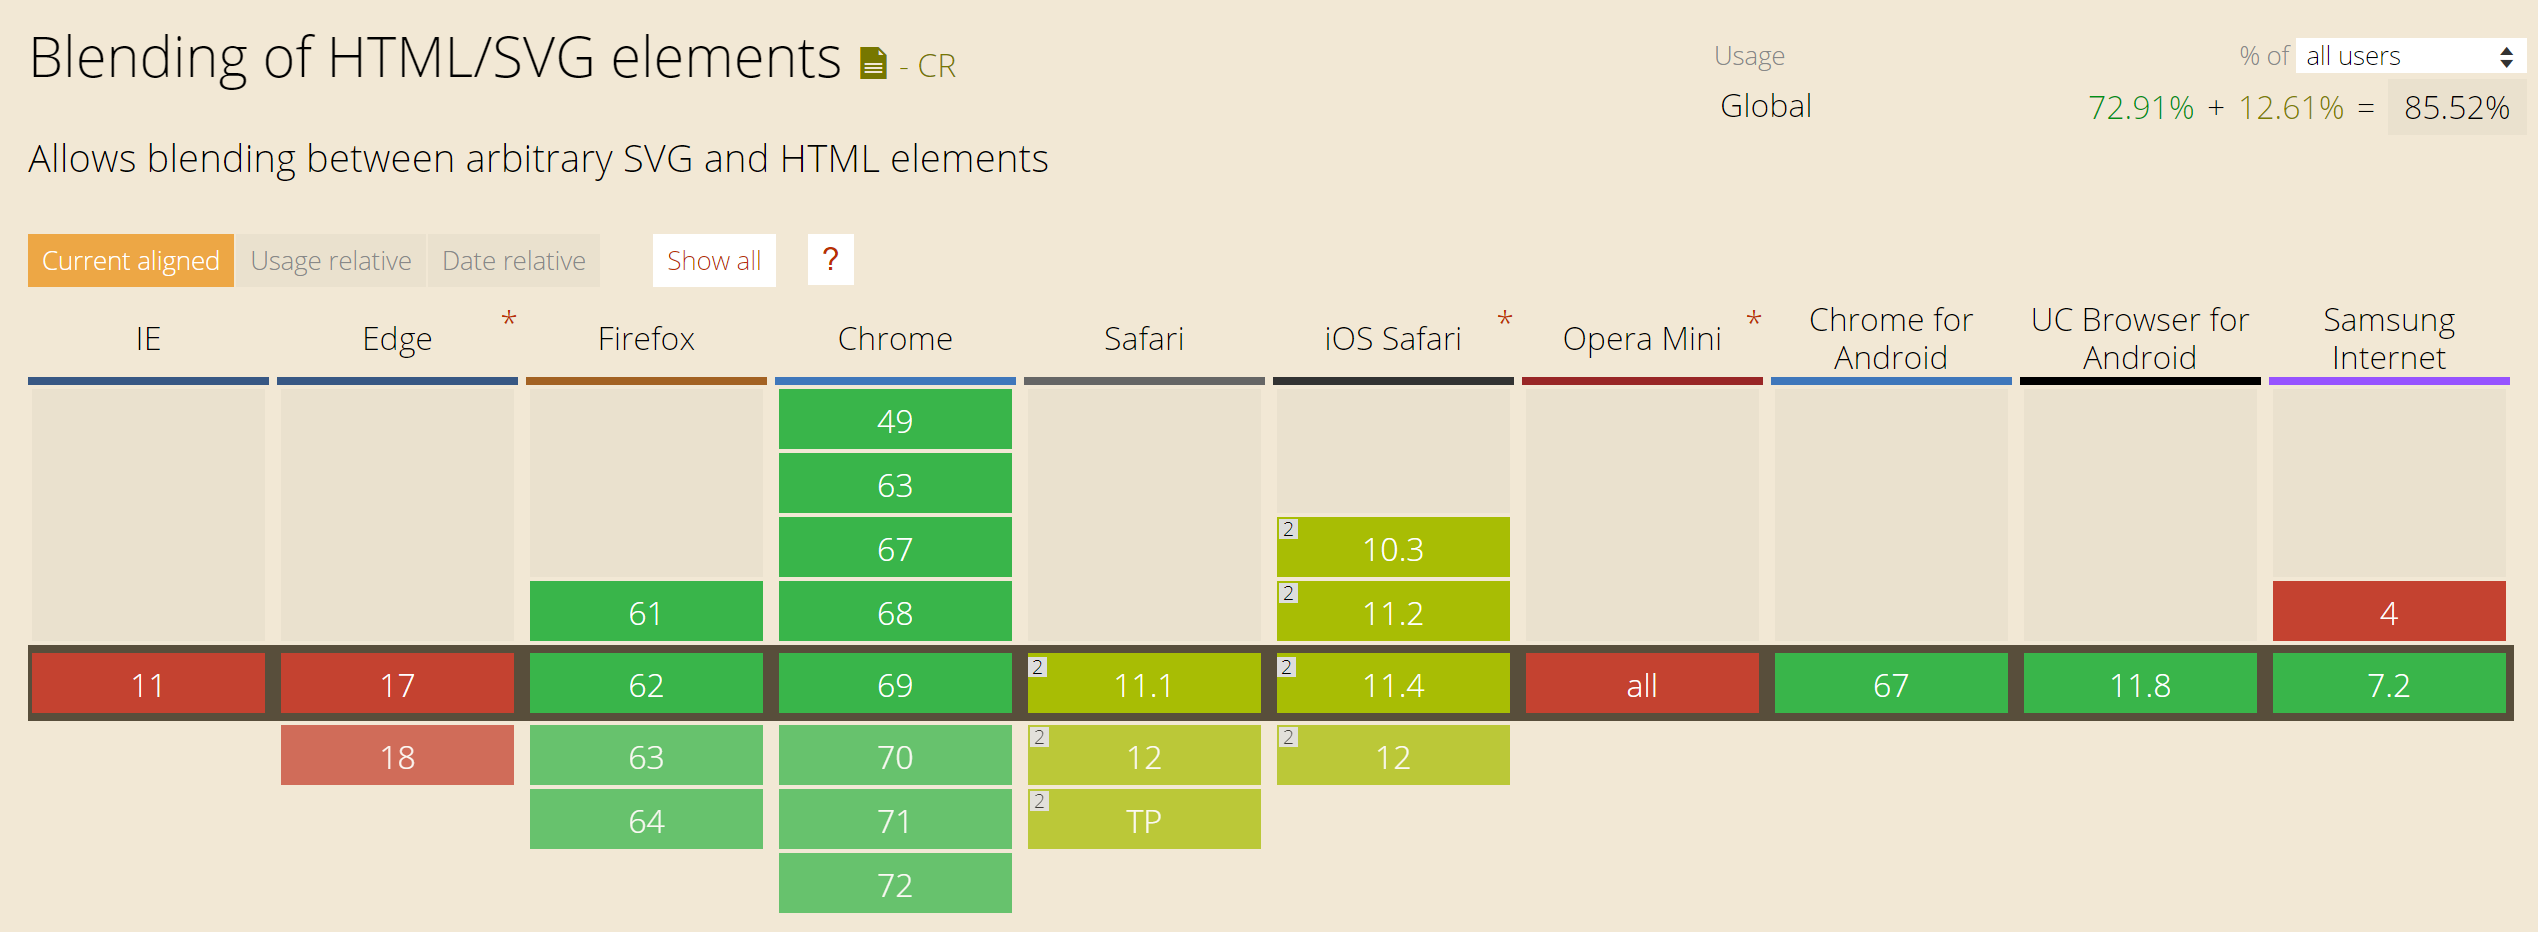 Blending of HTML/SVG elements - CR
Usage % of all users
Global 72.91% + 12.61% = 85.52%
Allows blending between arbitrary SVG and HTML elements
Current aligned Usage relative Date relative Show all ?
IE Edge * Firefox Chrome Safari iOS Safari * Opera Mini * Chrome for Android UC Browser for Android Samsung Internet
49
63
67 2 10.3
61 68 2 11.2 4
11 17 62 69 2 11.1 2 11.4 all 67 11.8 7.2
18 63 70 2 12 2 12
64 71 2 TP
72